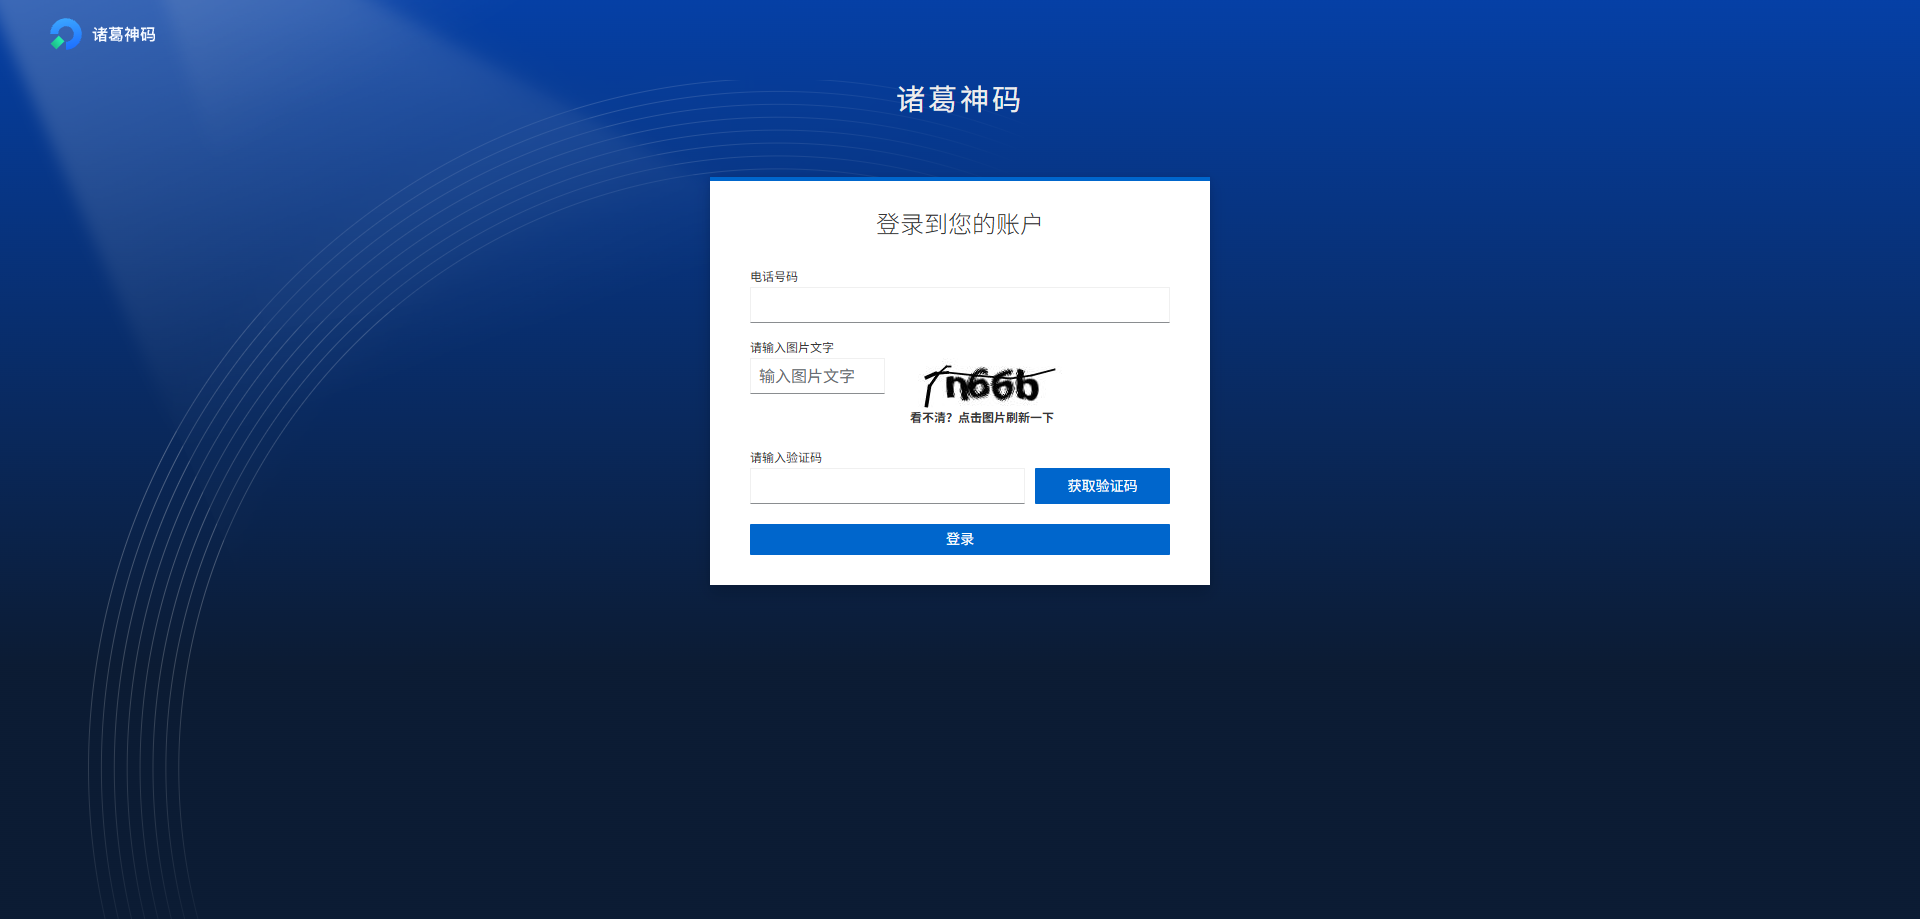 诸葛神码
诸葛神码
登录到您的账户
电话号码
请输入图片文字
输入图片文字
n66b
看不清？点击图片刷新一下
请输入验证码
获取验证码
登录